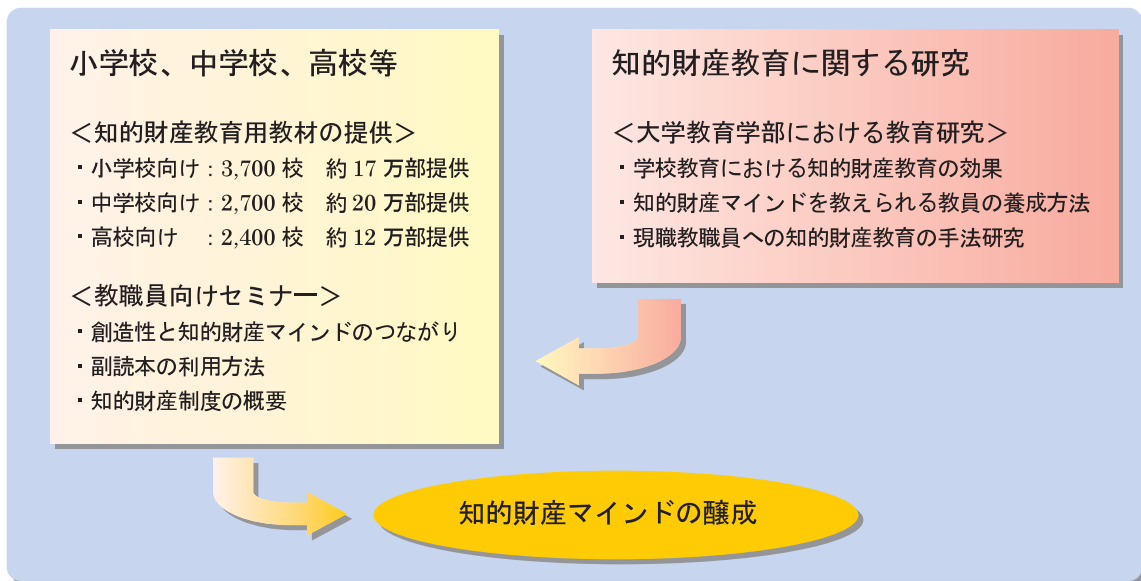 小学校、中学校、高校等
＜知的財産教育用教材の提供＞
・小学校向け：3,700 校　約 17 万部提供
・中学校向け：2,700 校　約 20 万部提供
・高校向け　：2,400 校　約 12 万部提供
＜教職員向けセミナー＞
・創造性と知的財産マインドのつながり
・副読本の利用方法
・知的財産制度の概要
知的財産教育に関する研究
＜大学教育学部における教育研究＞
・学校教育における知的財産教育の効果
・知的財産マインドを教えられる教員の養成方法
・現職教職員への知的財産教育の手法研究
知的財産マインドの醸成